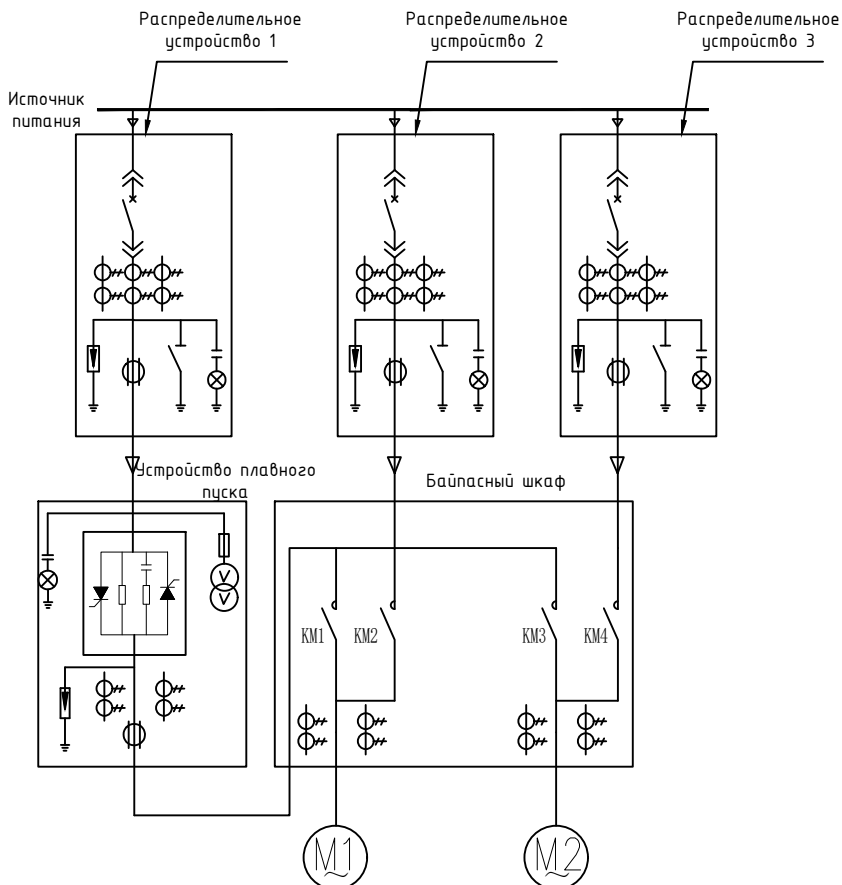 Распределительное
устройство 1
Распределительное
устройство 2
Распределительное
устройство 3
Источник
питания
Устройство плавного
пуска
Байпасный шкаф
V
V
KM1
KM2
KM3
KM4
M1
M2